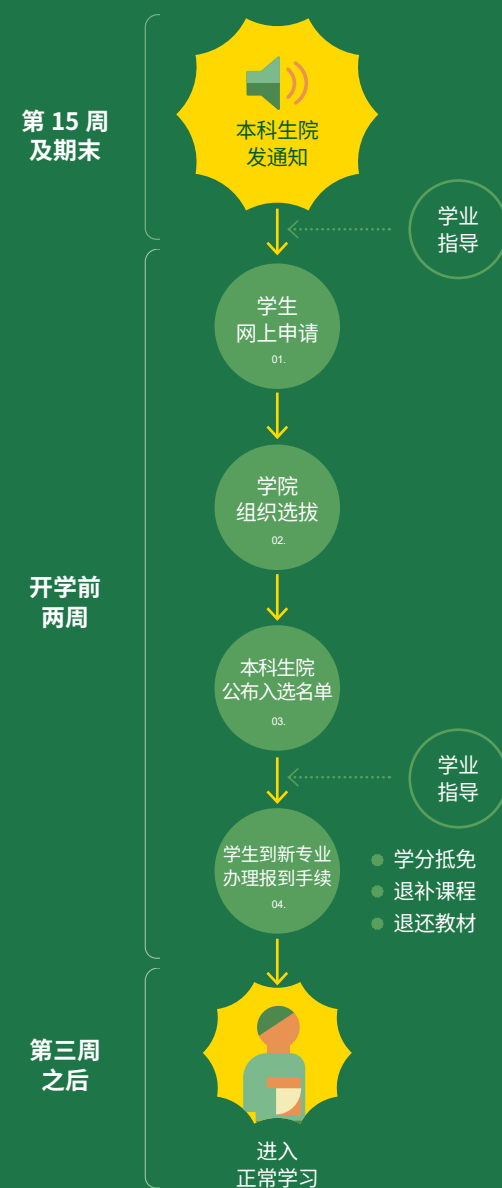 第 15 周
及期末
本科生院
发通知
学业
指导
学生
网上申请
01.
学院
组织选拔
02.
开学前
两周
本科生院
公布入选名单
03.
学业
指导
学生到新专业
办理报到手续
04.
学分抵免
退补课程
退还教材
第三周
之后
进入
正常学习